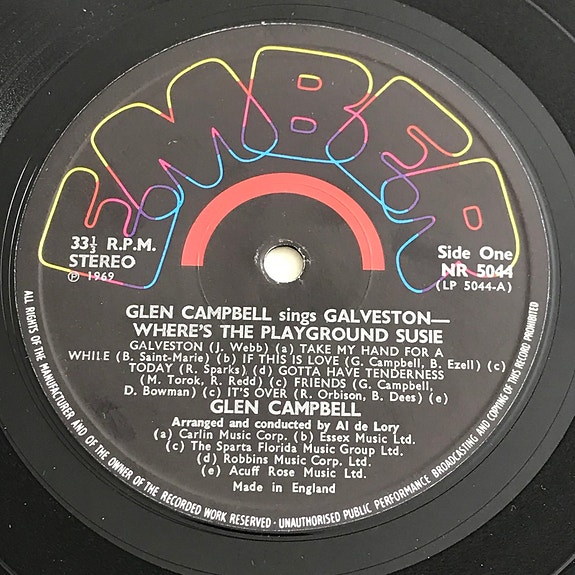 EMBER
33⅓ R.P.M.
STEREO
Ⓟ 1969
Side One
NR 5044
(LP 5044-A)
GLEN CAMPBELL sings GALVESTON—
WHERE'S THE PLAYGROUND SUSIE
GALVESTON (J. Webb) (a) TAKE MY HAND FOR A
WHILE (B. Saint-Marie) (b) IF THIS IS LOVE (G. Campbell, B. Ezell) (c)
TODAY (R. Sparks) (d) GOTTA HAVE TENDERNESS
(M. Torok, R. Redd) (c) FRIENDS (G. Campbell,
D. Bowman) (c) IT'S OVER (R. Orbison, B. Dees) (e)
GLEN CAMPBELL
Arranged and conducted by Al de Lory
(a) Carlin Music Corp. (b) Essex Music Ltd.
(c) The Sparta Florida Music Group Ltd.
(d) Robbins Music Corp. Ltd.
(e) Acuff Rose Music Ltd.
Made in England
ALL RIGHTS OF THE MANUFACTURER AND OF THE OWNER OF THE RECORDED WORK RESERVED · UNAUTHORISED PUBLIC PERFORMANCE BROADCASTING AND COPYING OF THIS RECORD PROHIBITED